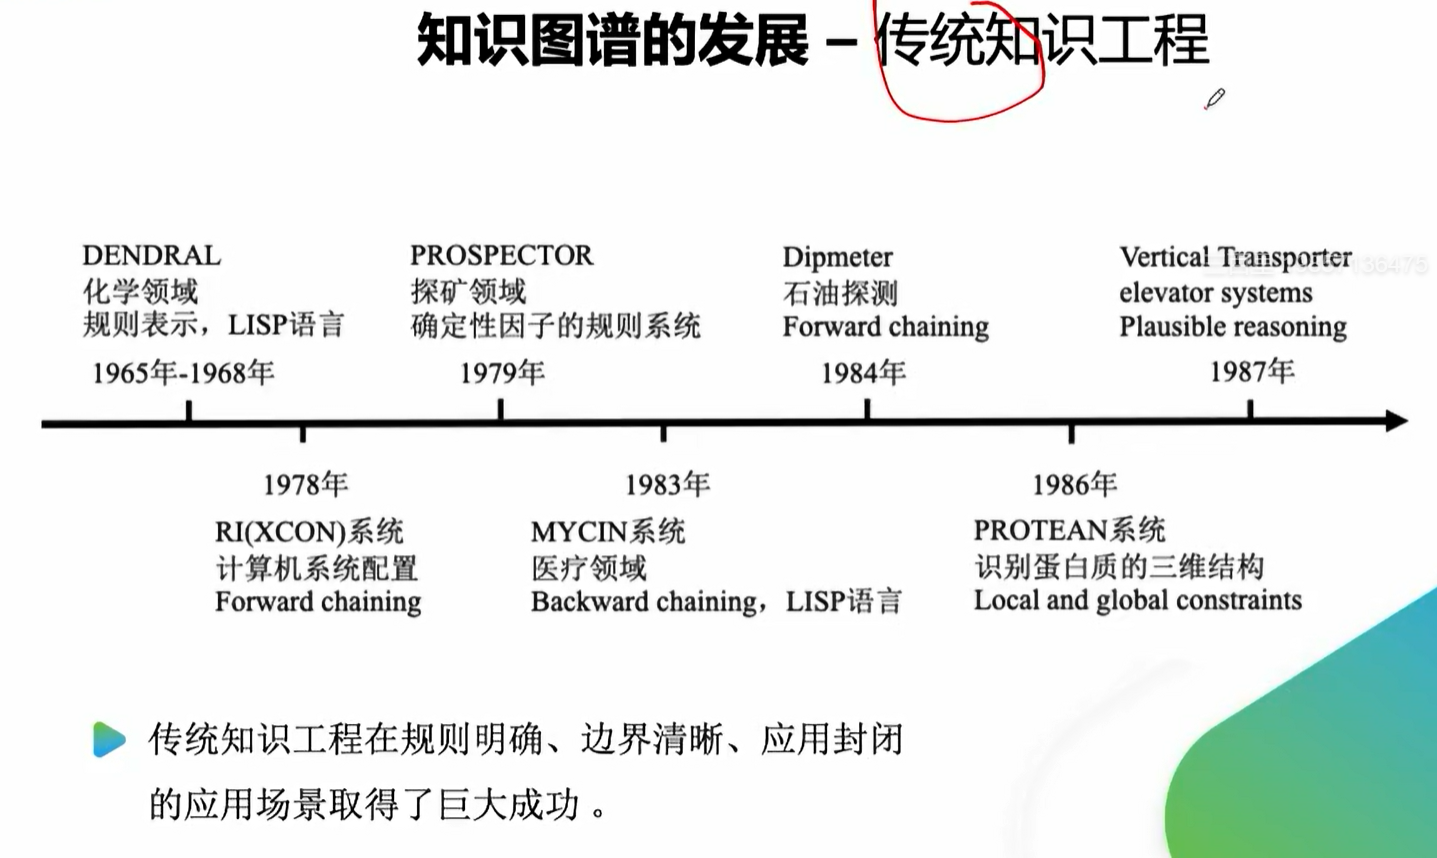 知识图谱的发展 – 传统知识工程
DENDRAL
化学领域
规则表示，LISP语言
1965年-1968年
PROSPECTOR
探矿领域
确定性因子的规则系统
1979年
Dipmeter
石油探测
Forward chaining
1984年
Vertical Transporter
elevator systems
Plausible reasoning
1987年
1978年
RI(XCON)系统
计算机系统配置
Forward chaining
1983年
MYCIN系统
医疗领域
Backward chaining，LISP语言
1986年
PROTEAN系统
识别蛋白质的三维结构
Local and global constraints
传统知识工程在规则明确、边界清晰、应用封闭
的应用场景取得了巨大成功 。